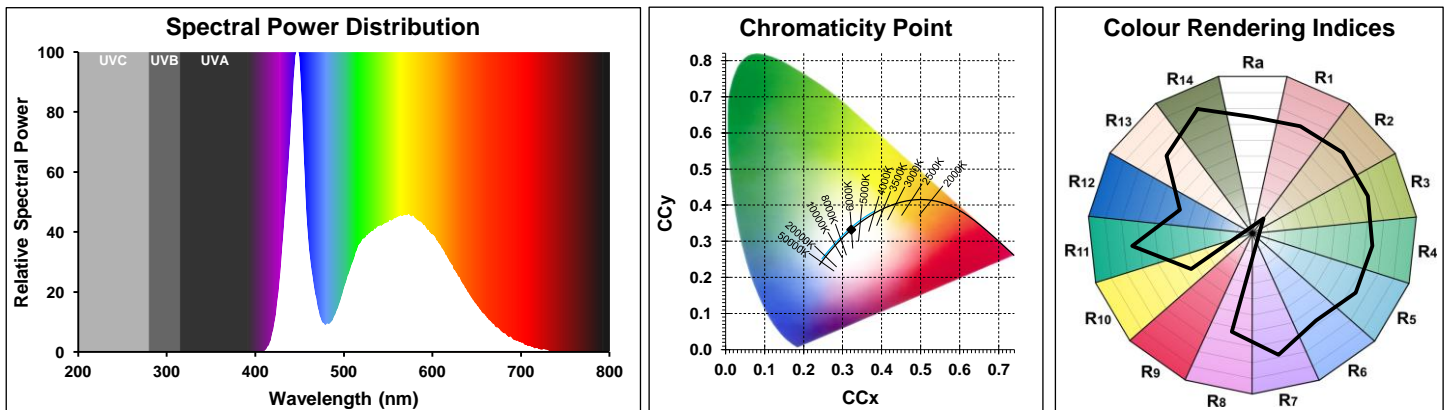 Spectral Power Distribution
UVC UVB UVA
100
80
60
40
20
0
Relative Spectral Power
200 300 400 500 600 700 800
Wavelength (nm)
Chromaticity Point
0.8
0.7
0.6
0.5
0.4
0.3
0.2
0.1
0.0
CCy
50000K
20000K
10000K
8000K
6000K
5000K
4000K
3500K
3000K
2500K
2000K
0.0 0.1 0.2 0.3 0.4 0.5 0.6 0.7
CCx
Colour Rendering Indices
Ra
R1
R2
R3
R4
R5
R6
R7
R8
R9
R10
R11
R12
R13
R14